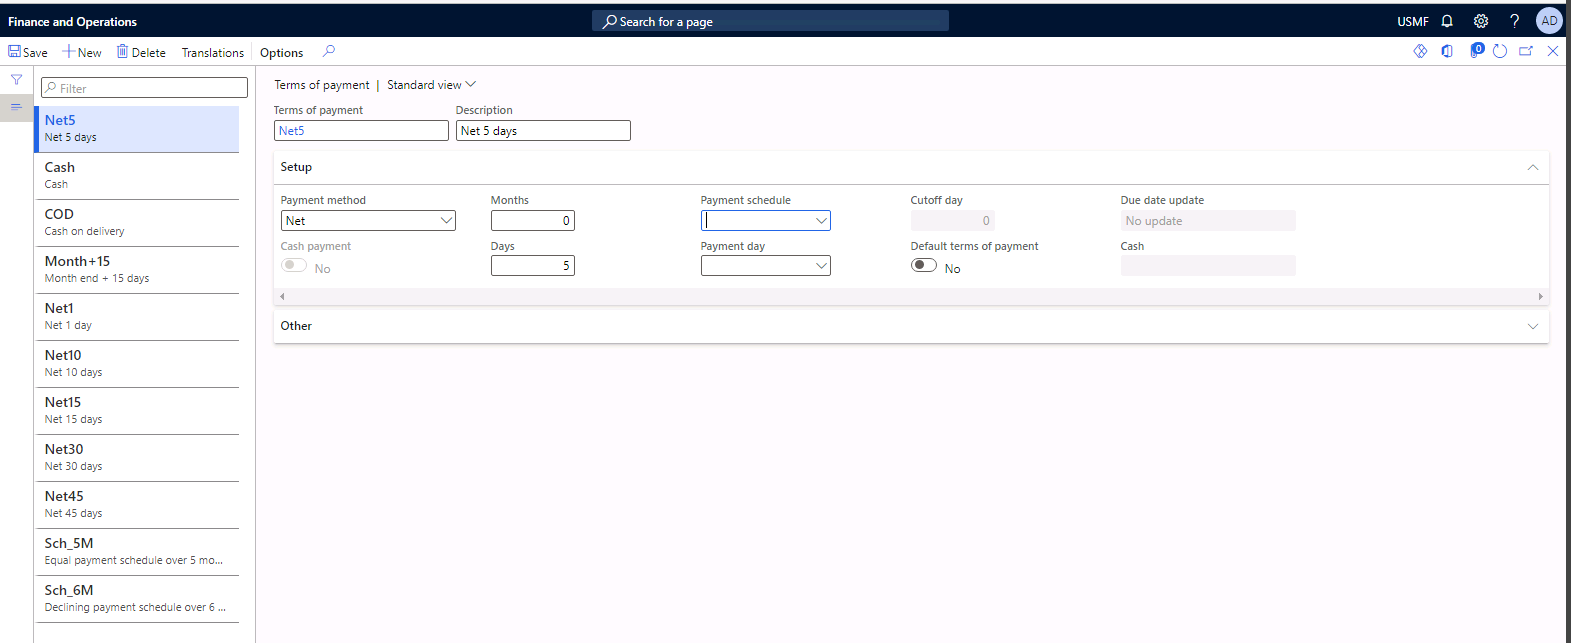 Finance and Operations
Search for a page
USMF
AD
Save
New
Delete
Translations
Options
0
Filter
Net5
Net 5 days
Cash
Cash
COD
Cash on delivery
Month+15
Month end + 15 days
Net1
Net 1 day
Net10
Net 10 days
Net15
Net 15 days
Net30
Net 30 days
Net45
Net 45 days
Sch_5M
Equal payment schedule over 5 mo...
Sch_6M
Declining payment schedule over 6 ...
Terms of payment | Standard view
Terms of payment
Description
Net5
Net 5 days
Setup
Payment method
Months
Payment schedule
Cutoff day
Due date update
Net
0
0
No update
Cash payment
Days
Payment day
Default terms of payment
Cash
No
5
No
Other